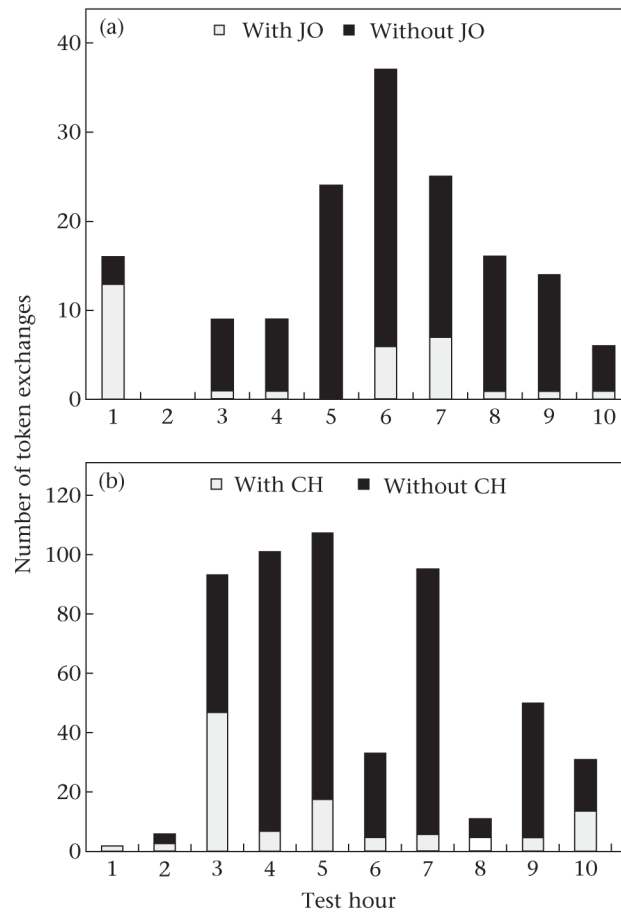 (a) With JO Without JO
40
30
20
10
0
1 2 3 4 5 6 7 8 9 10
Number of token exchanges
(b) With CH Without CH
120
100
80
60
40
20
0
1 2 3 4 5 6 7 8 9 10
Test hour